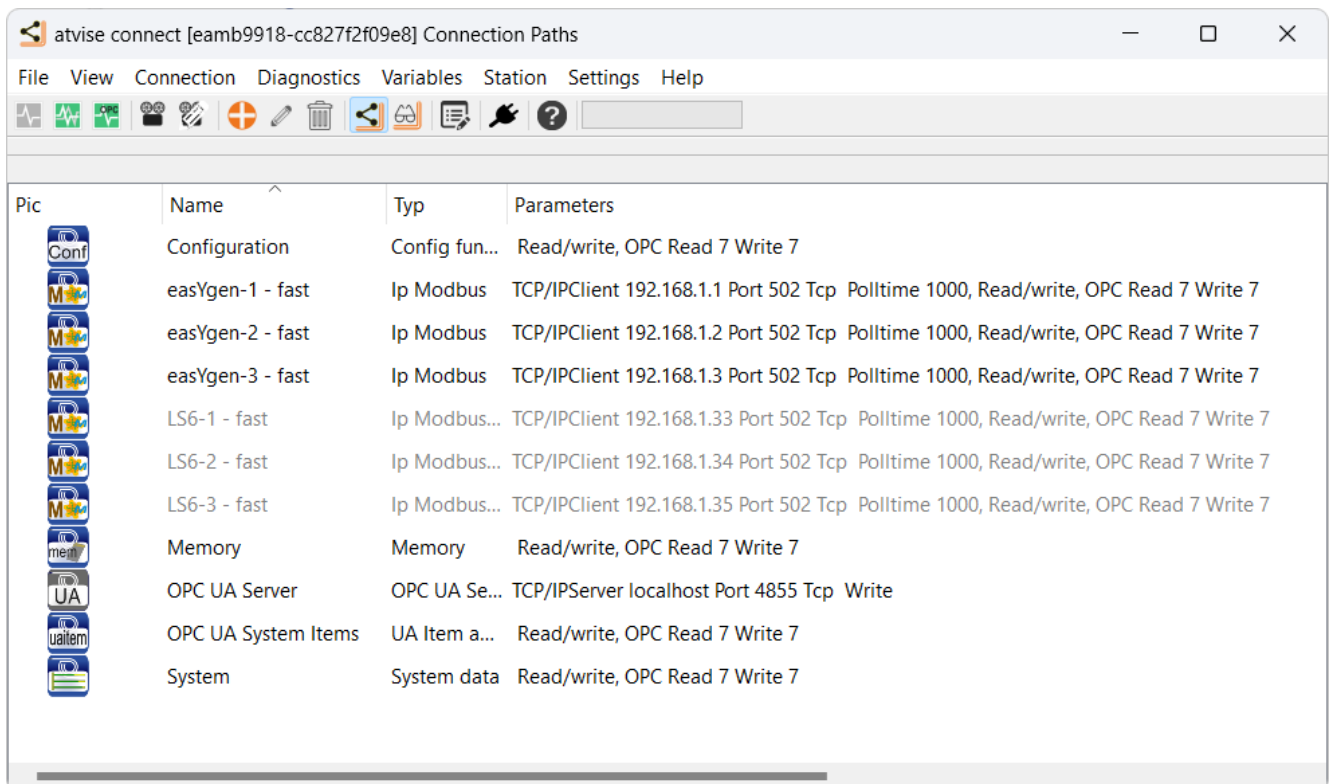 atvise connect [eamb9918-cc827f2f09e8] Connection Paths
File View Connection Diagnostics Variables Station Settings Help
OPC
Pic Name Typ Parameters
Conf Configuration Config fun... Read/write, OPC Read 7 Write 7
M easYgen-1 - fast Ip Modbus TCP/IPClient 192.168.1.1 Port 502 Tcp Polltime 1000, Read/write, OPC Read 7 Write 7
M easYgen-2 - fast Ip Modbus TCP/IPClient 192.168.1.2 Port 502 Tcp Polltime 1000, Read/write, OPC Read 7 Write 7
M easYgen-3 - fast Ip Modbus TCP/IPClient 192.168.1.3 Port 502 Tcp Polltime 1000, Read/write, OPC Read 7 Write 7
M LS6-1 - fast Ip Modbus... TCP/IPClient 192.168.1.33 Port 502 Tcp Polltime 1000, Read/write, OPC Read 7 Write 7
M LS6-2 - fast Ip Modbus... TCP/IPClient 192.168.1.34 Port 502 Tcp Polltime 1000, Read/write, OPC Read 7 Write 7
M LS6-3 - fast Ip Modbus... TCP/IPClient 192.168.1.35 Port 502 Tcp Polltime 1000, Read/write, OPC Read 7 Write 7
mem Memory Memory Read/write, OPC Read 7 Write 7
UA OPC UA Server OPC UA Se... TCP/IPServer localhost Port 4855 Tcp Write
uaitem OPC UA System Items UA Item a... Read/write, OPC Read 7 Write 7
System System data Read/write, OPC Read 7 Write 7